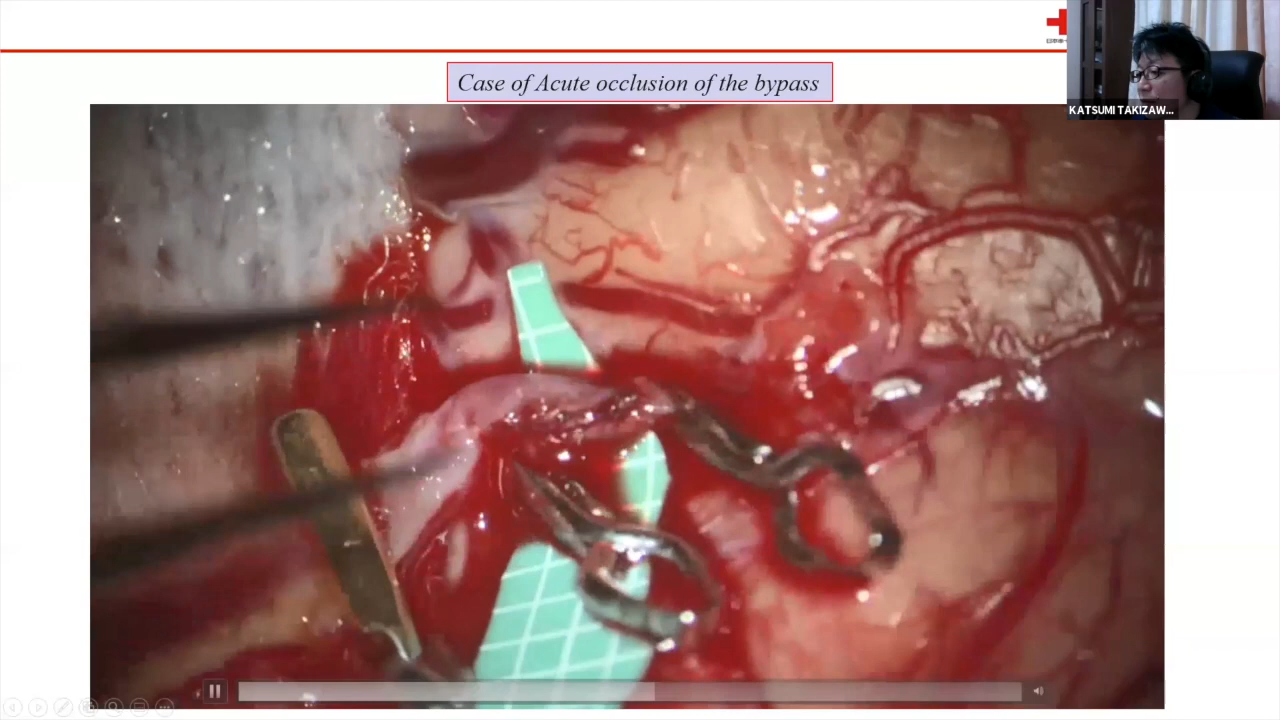 Case of Acute occlusion of the bypass
KATSUMI TAKIZAW...